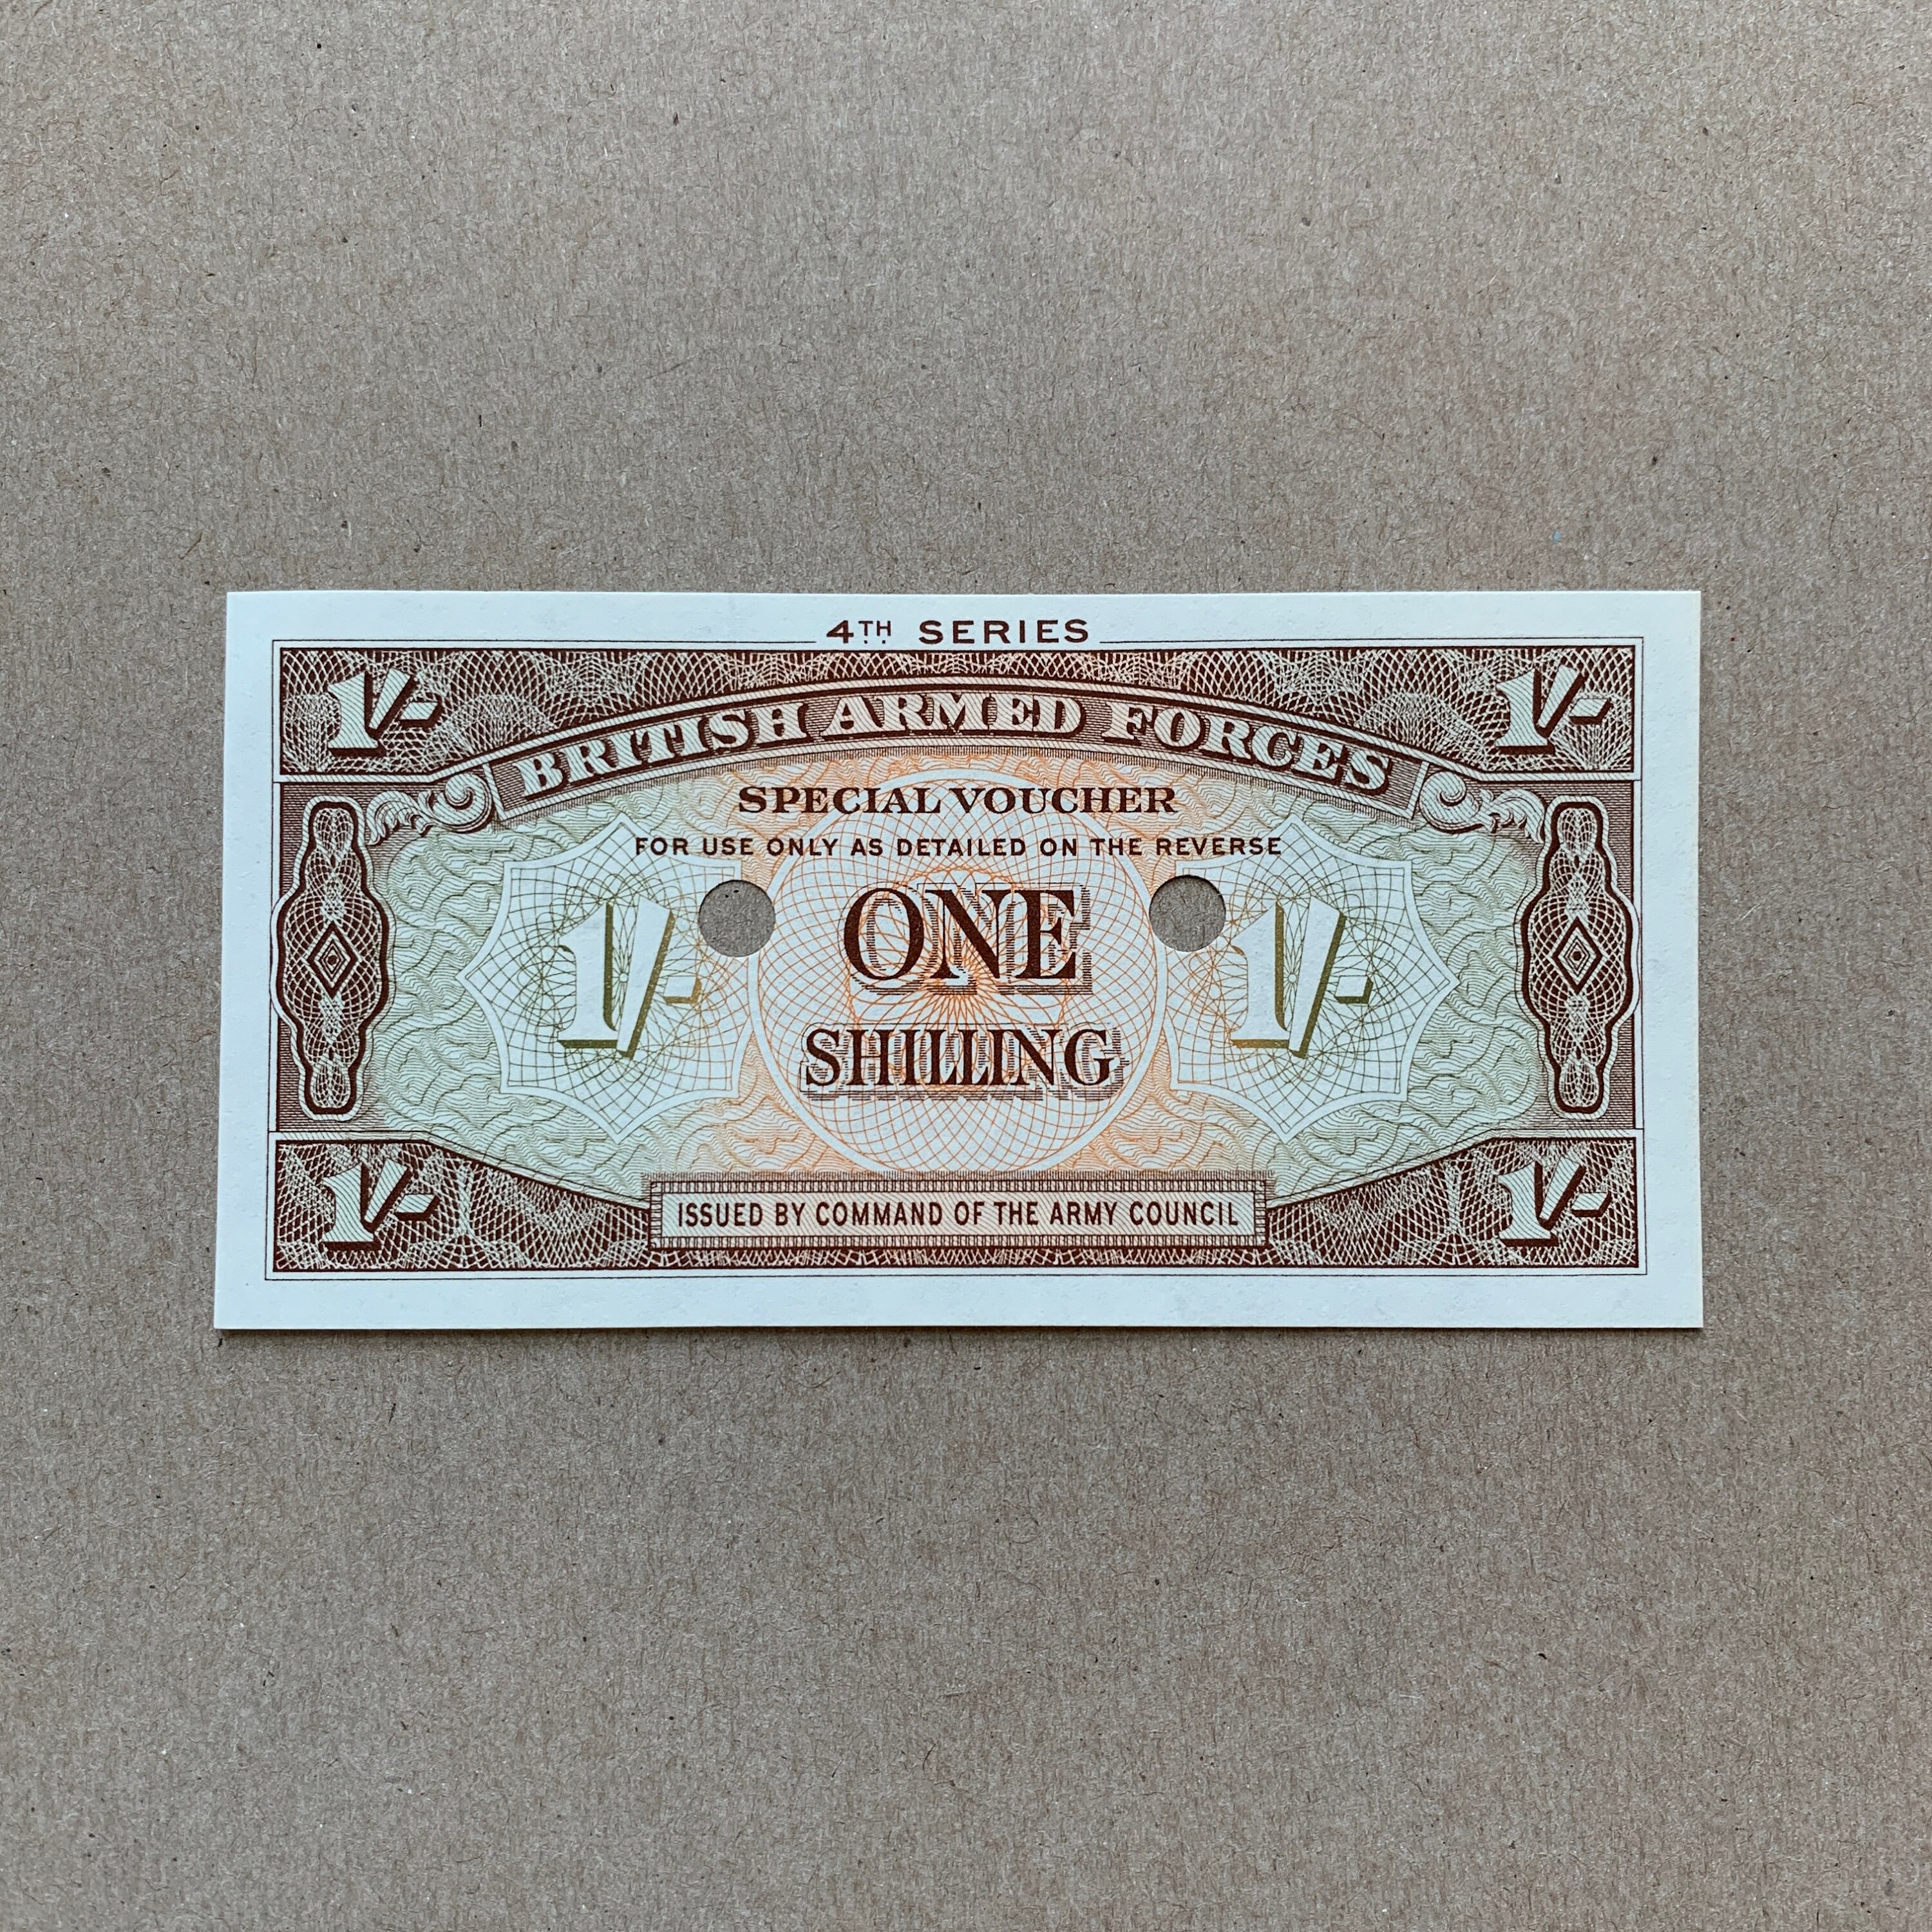 4TH SERIES
1/- 1/-
BRITISH ARMED FORCES
SPECIAL VOUCHER
FOR USE ONLY AS DETAILED ON THE REVERSE
1/- ONE 1/-
SHILLING
1/- ISSUED BY COMMAND OF THE ARMY COUNCIL 1/-